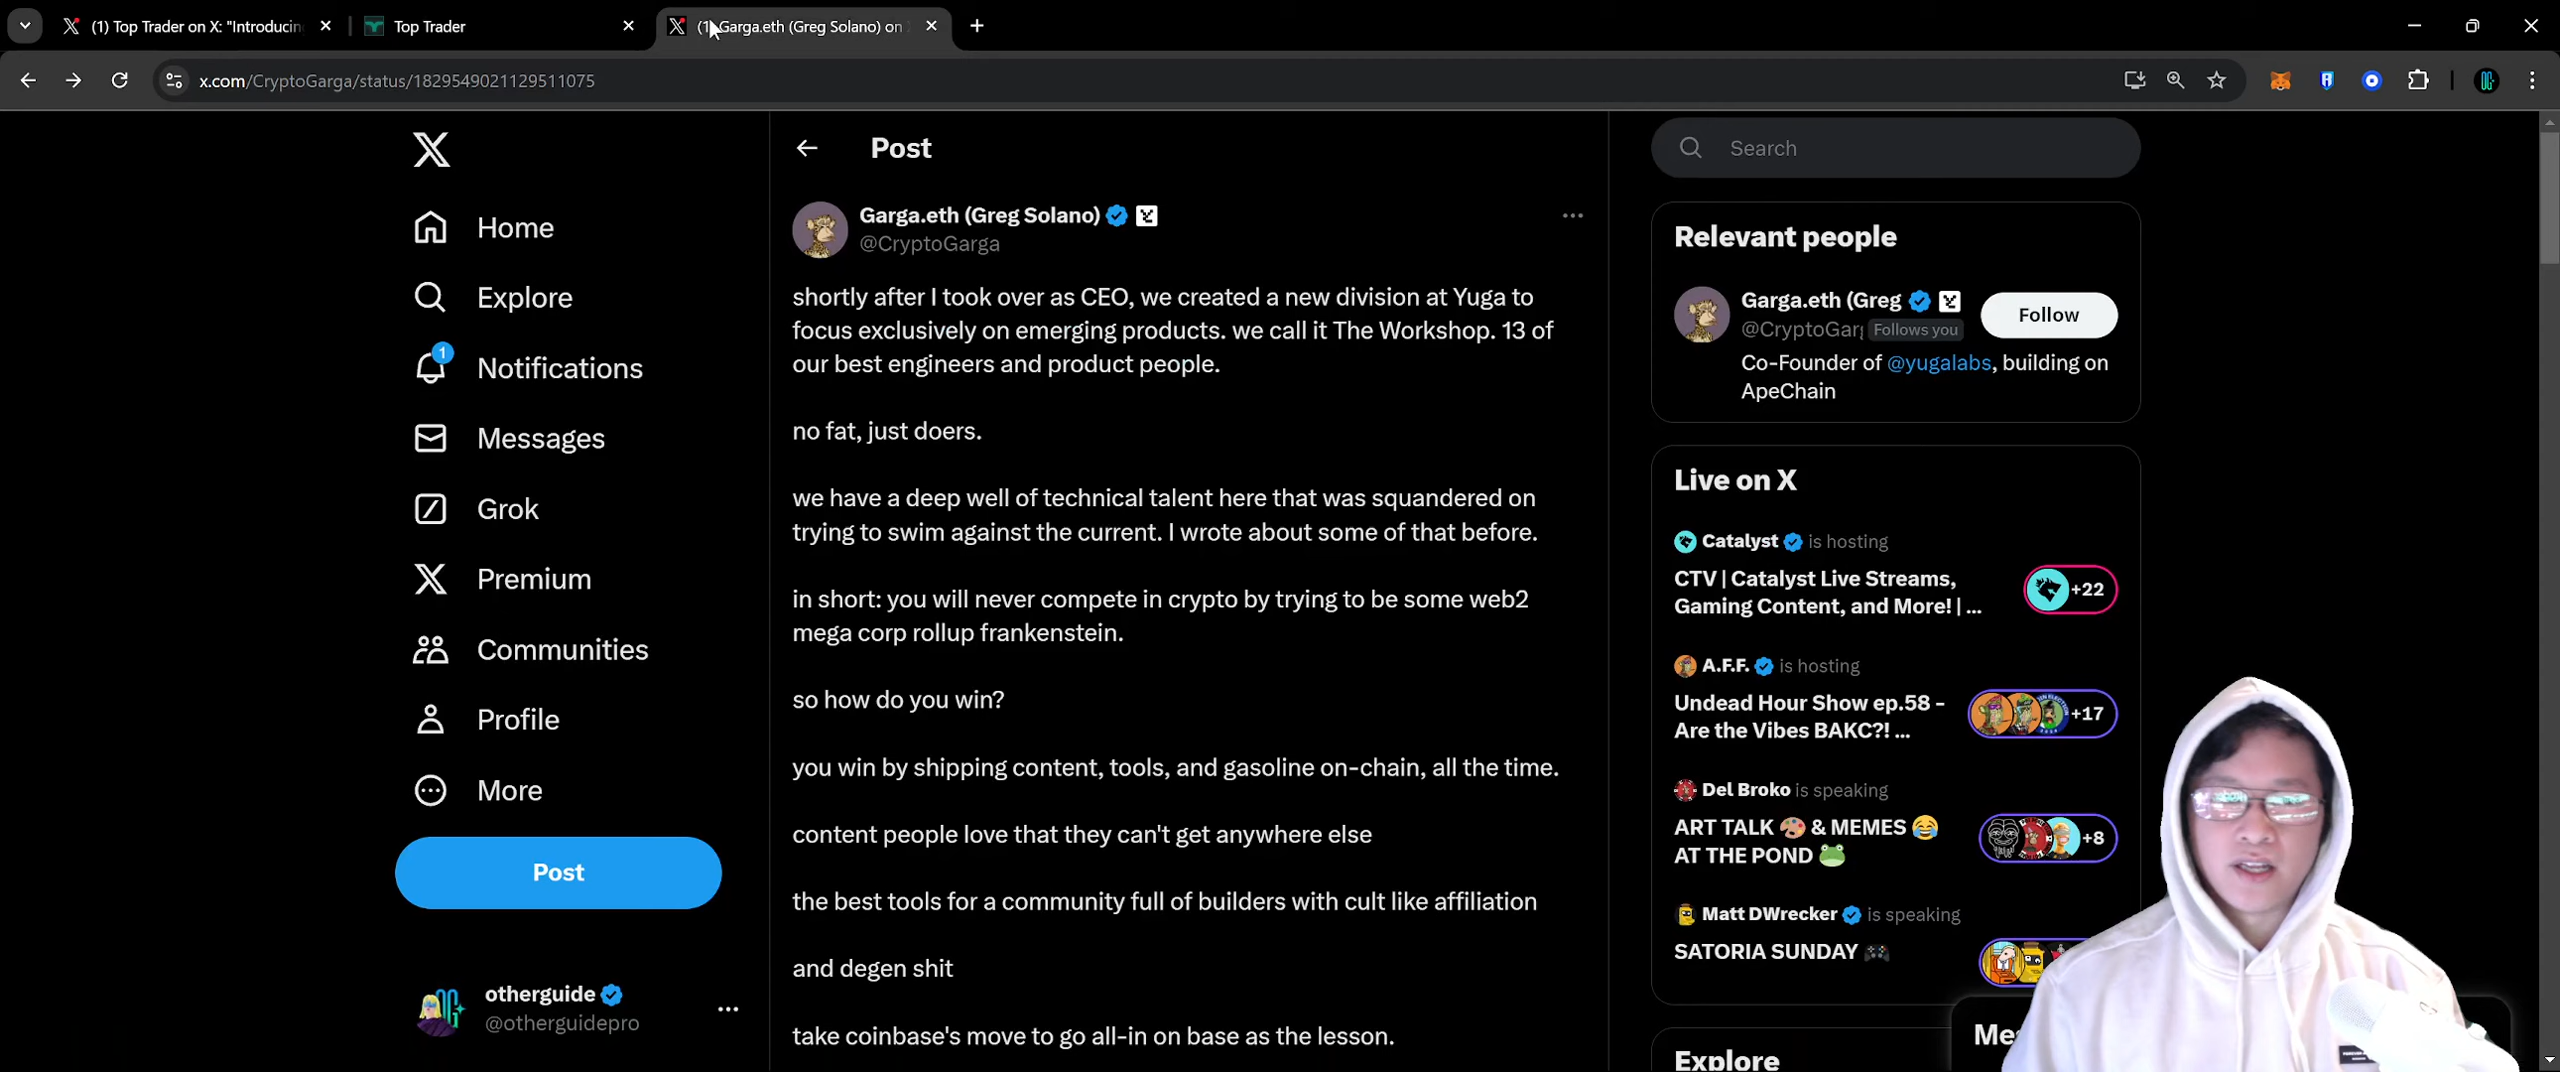 (1) Top Trader on X: "Introducin
Top Trader
(1) Garga.eth (Greg Solano) on
x.com/CryptoGarga/status/1829549021129511075
Home
Explore
1
Notifications
Messages
Grok
Premium
Communities
Profile
More
Post
otherguide
@otherguidepro
Post
Garga.eth (Greg Solano)
@CryptoGarga
shortly after I took over as CEO, we created a new division at Yuga to
focus exclusively on emerging products. we call it The Workshop. 13 of
our best engineers and product people.
no fat, just doers.
we have a deep well of technical talent here that was squandered on
trying to swim against the current. I wrote about some of that before.
in short: you will never compete in crypto by trying to be some web2
mega corp rollup frankenstein.
so how do you win?
you win by shipping content, tools, and gasoline on-chain, all the time.
content people love that they can't get anywhere else
the best tools for a community full of builders with cult like affiliation
and degen shit
take coinbase's move to go all-in on base as the lesson.
Search
Relevant people
Garga.eth (Greg
@CryptoGarg Follows you
Follow
Co-Founder of @yugalabs, building on
ApeChain
Live on X
Catalyst is hosting
CTV | Catalyst Live Streams,
Gaming Content, and More! | ...
+22
A.F.F. is hosting
Undead Hour Show ep.58 -
Are the Vibes BAKC?! ...
+17
Del Broko is speaking
ART TALK 🎨 & MEMES 😂
AT THE POND 🐸
+8
Matt DWrecker is speaking
SATORIA SUNDAY 🎮
Explore